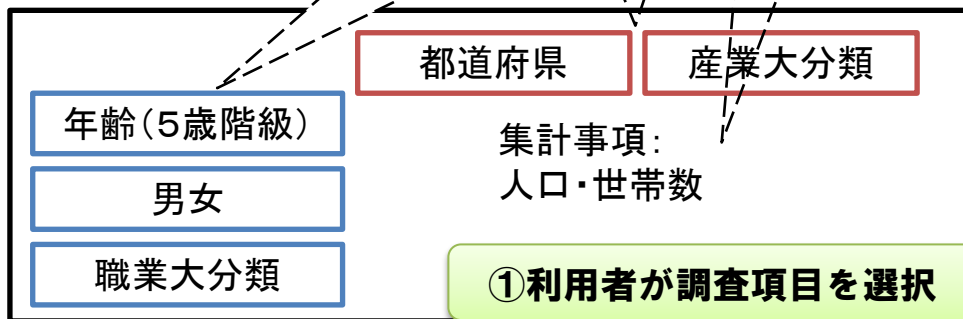 都道府県
産業大分類
年齢(5歳階級)
男女
職業大分類
集計事項:
人口・世帯数
①利用者が調査項目を選択